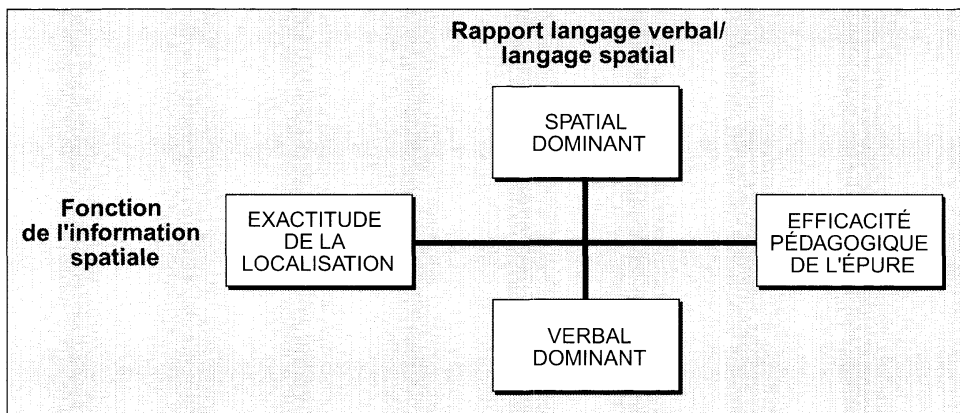 Rapport langage verbal/
langage spatial
SPATIAL
DOMINANT
Fonction
de l'information
spatiale
EXACTITUDE
DE LA
LOCALISATION
EFFICACITÉ
PÉDAGOGIQUE
DE L'ÉPURE
VERBAL
DOMINANT